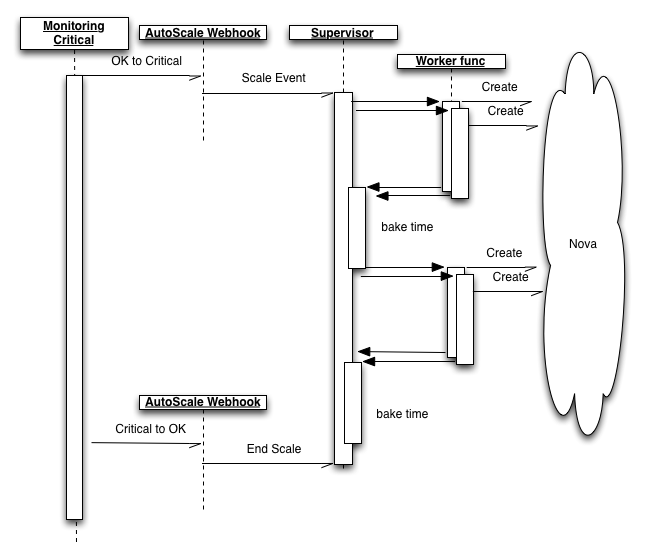 Monitoring
Critical
AutoScale Webhook
Supervisor
Worker func
OK to Critical
Scale Event
Create
Create
bake time
Nova
Create
Create
AutoScale Webhook
bake time
Critical to OK
End Scale